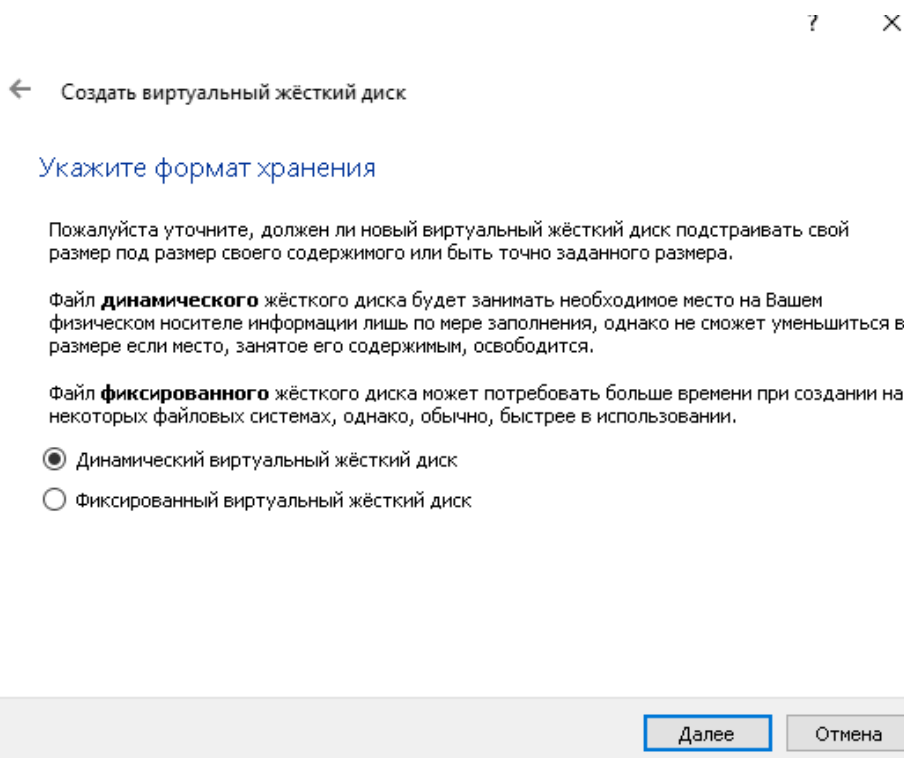 ?
Создать виртуальный жёсткий диск
Укажите формат хранения
Пожалуйста уточните, должен ли новый виртуальный жёсткий диск подстраивать свой
размер под размер своего содержимого или быть точно заданного размера.
Файл динамического жёсткого диска будет занимать необходимое место на Вашем
физическом носителе информации лишь по мере заполнения, однако не сможет уменьшиться в
размере если место, занятое его содержимым, освободится.
Файл фиксированного жёсткого диска может потребовать больше времени при создании на
некоторых файловых системах, однако, обычно, быстрее в использовании.
Динамический виртуальный жёсткий диск
Фиксированный виртуальный жёсткий диск
Далее
Отмена